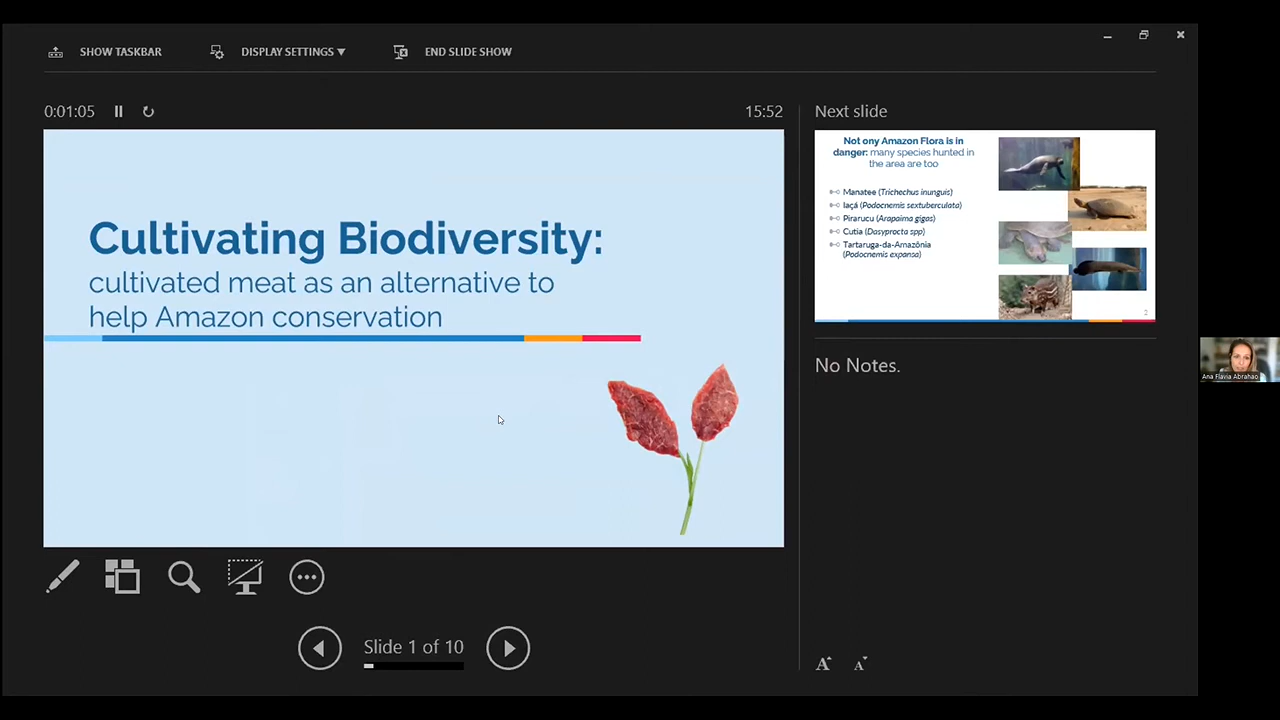 SHOW TASKBAR
DISPLAY SETTINGS
END SLIDE SHOW
0:01:05
15:52
Cultivating Biodiversity:
cultivated meat as an alternative to
help Amazon conservation
Slide 1 of 10
Next slide
Not ony Amazon Flora is in
danger: many species hunted in
the area are too
Manatee (Trichechus inunguis)
Iaçá (Podocnemis sextuberculata)
Pirarucu (Arapaima gigas)
Cutia (Dasyprocta spp)
Tartaruga-da-Amazônia
(Podocnemis expansa)
2
No Notes.
A A
Ana Flavia Abrahao